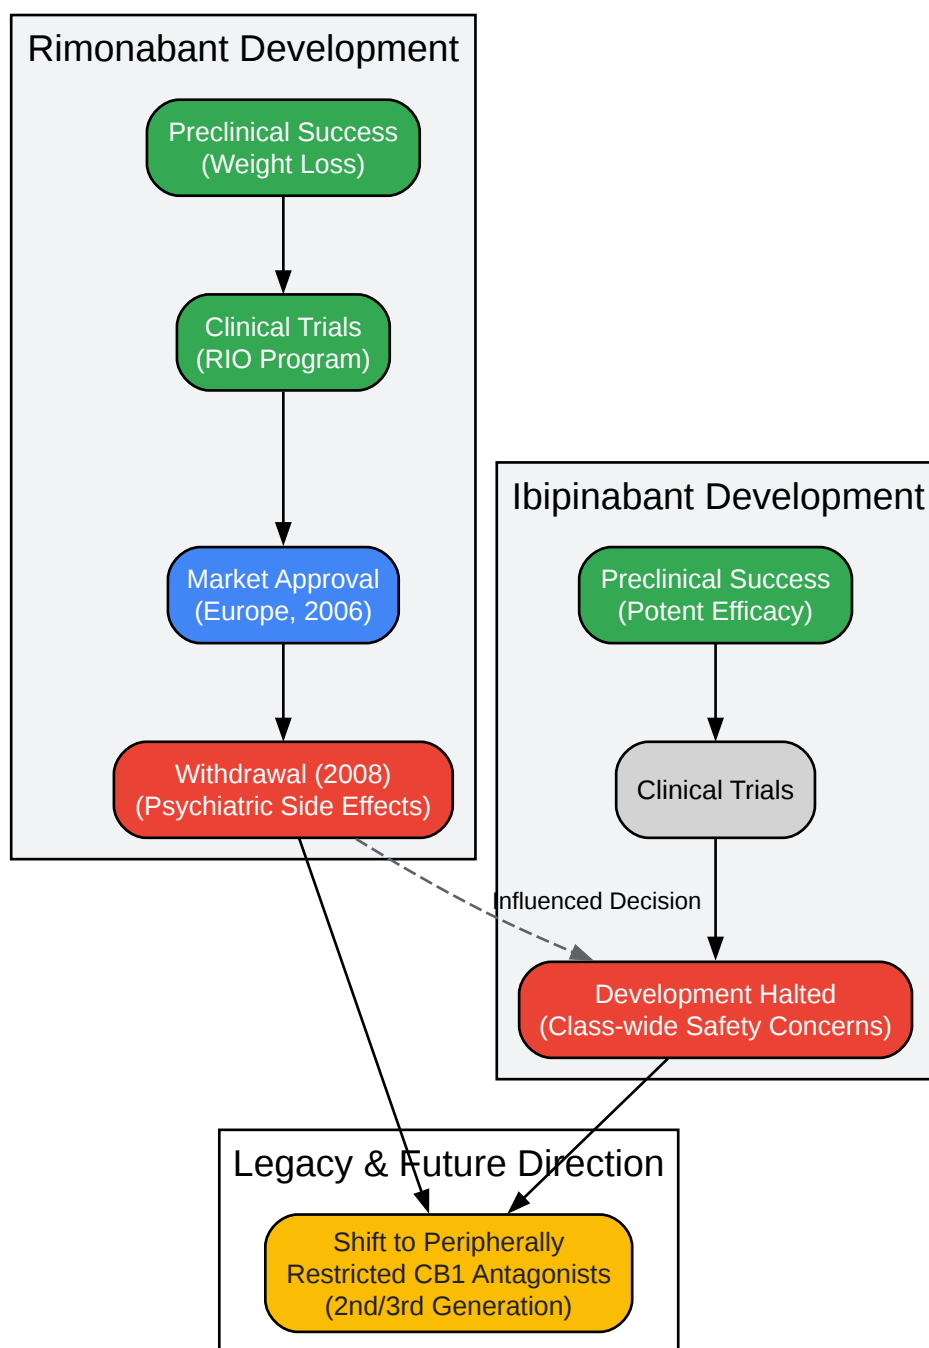 Rimonabant Development
Preclinical Success
(Weight Loss)
Clinical Trials
(RIO Program)
Market Approval
(Europe, 2006)
Withdrawal (2008)
(Psychiatric Side Effects)
Ibipinabant Development
Preclinical Success
(Potent Efficacy)
Clinical Trials
Influenced Decision
Development Halted
(Class-wide Safety Concerns)
Legacy & Future Direction
Shift to Peripherally
Restricted CB1 Antagonists
(2nd/3rd Generation)